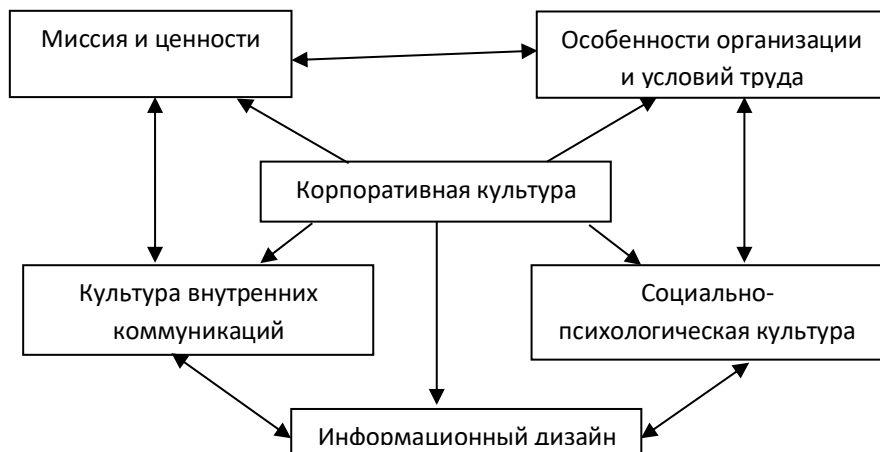 Миссия и ценности
Особенности организации
и условий труда
Корпоративная культура
Культура внутренних
коммуникаций
Социально-
психологическая культура
Информационный дизайн